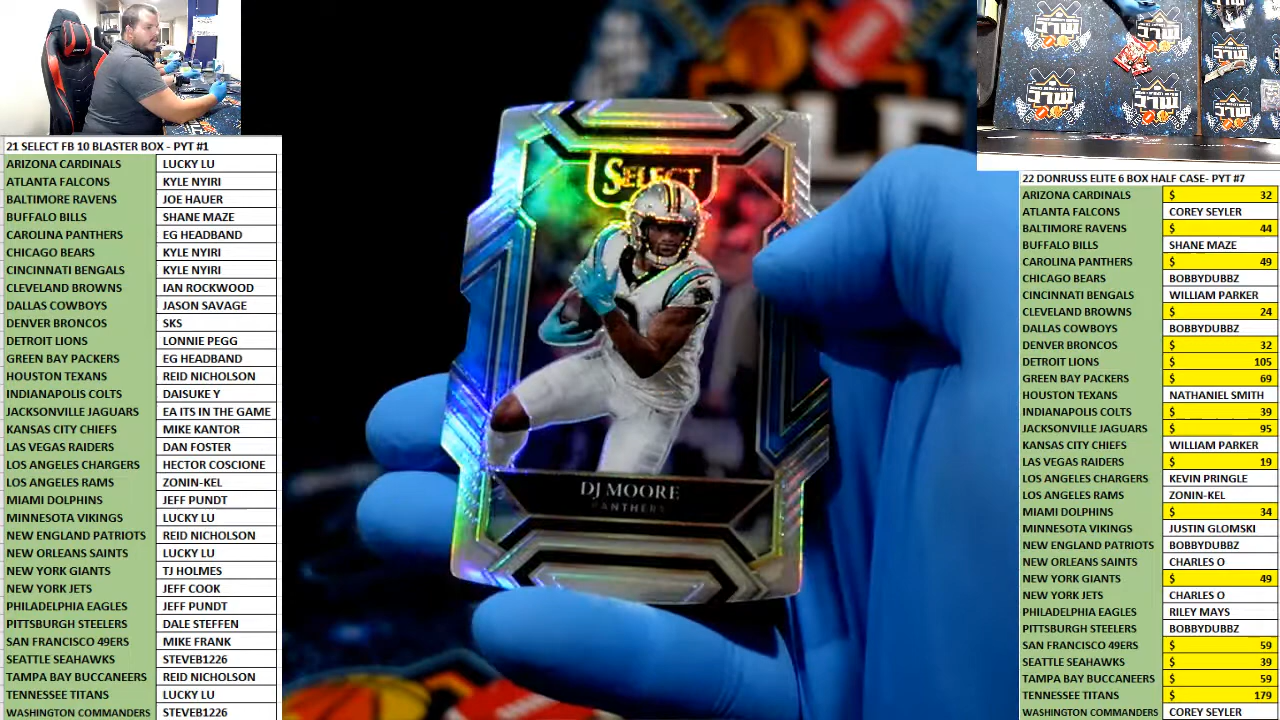 21 SELECT FB 10 BLASTER BOX - PYT #1
ARIZONA CARDINALS LUCKY LU
ATLANTA FALCONS KYLE NYIRI
BALTIMORE RAVENS JOE HAUER
BUFFALO BILLS SHANE MAZE
CAROLINA PANTHERS EG HEADBAND
CHICAGO BEARS KYLE NYIRI
CINCINNATI BENGALS KYLE NYIRI
CLEVELAND BROWNS IAN ROCKWOOD
DALLAS COWBOYS JASON SAVAGE
DENVER BRONCOS SKS
DETROIT LIONS LONNIE PEGG
GREEN BAY PACKERS EG HEADBAND
HOUSTON TEXANS REID NICHOLSON
INDIANAPOLIS COLTS DAISUKE Y
JACKSONVILLE JAGUARS EA ITS IN THE GAME
KANSAS CITY CHIEFS MIKE KANTOR
LAS VEGAS RAIDERS DAN FOSTER
LOS ANGELES CHARGERS HECTOR COSCIONE
LOS ANGELES RAMS ZONIN-KEL
MIAMI DOLPHINS JEFF PUNDT
MINNESOTA VIKINGS LUCKY LU
NEW ENGLAND PATRIOTS REID NICHOLSON
NEW ORLEANS SAINTS LUCKY LU
NEW YORK GIANTS TJ HOLMES
NEW YORK JETS JEFF COOK
PHILADELPHIA EAGLES JEFF PUNDT
PITTSBURGH STEELERS DALE STEFFEN
SAN FRANCISCO 49ERS MIKE FRANK
SEATTLE SEAHAWKS STEVEB1226
TAMPA BAY BUCCANEERS REID NICHOLSON
TENNESSEE TITANS LUCKY LU
WASHINGTON COMMANDERS STEVEB1226
SELECT
DJ MOORE
PANTHERS
22 DONRUSS ELITE 6 BOX HALF CASE- PYT #7
ARIZONA CARDINALS $ 32
ATLANTA FALCONS COREY SEYLER
BALTIMORE RAVENS $ 44
BUFFALO BILLS SHANE MAZE
CAROLINA PANTHERS $ 49
CHICAGO BEARS BOBBYDUBBZ
CINCINNATI BENGALS WILLIAM PARKER
CLEVELAND BROWNS $ 24
DALLAS COWBOYS BOBBYDUBBZ
DENVER BRONCOS $ 32
DETROIT LIONS $ 105
GREEN BAY PACKERS $ 69
HOUSTON TEXANS NATHANIEL SMITH
INDIANAPOLIS COLTS $ 39
JACKSONVILLE JAGUARS $ 95
KANSAS CITY CHIEFS WILLIAM PARKER
LAS VEGAS RAIDERS $ 19
LOS ANGELES CHARGERS KEVIN PRINGLE
LOS ANGELES RAMS ZONIN-KEL
MIAMI DOLPHINS $ 34
MINNESOTA VIKINGS JUSTIN GLOMSKI
NEW ENGLAND PATRIOTS BOBBYDUBBZ
NEW ORLEANS SAINTS CHARLES O
NEW YORK GIANTS $ 49
NEW YORK JETS CHARLES O
PHILADELPHIA EAGLES RILEY MAYS
PITTSBURGH STEELERS BOBBYDUBBZ
SAN FRANCISCO 49ERS $ 59
SEATTLE SEAHAWKS $ 39
TAMPA BAY BUCCANEERS $ 59
TENNESSEE TITANS $ 179
WASHINGTON COMMANDERS COREY SEYLER